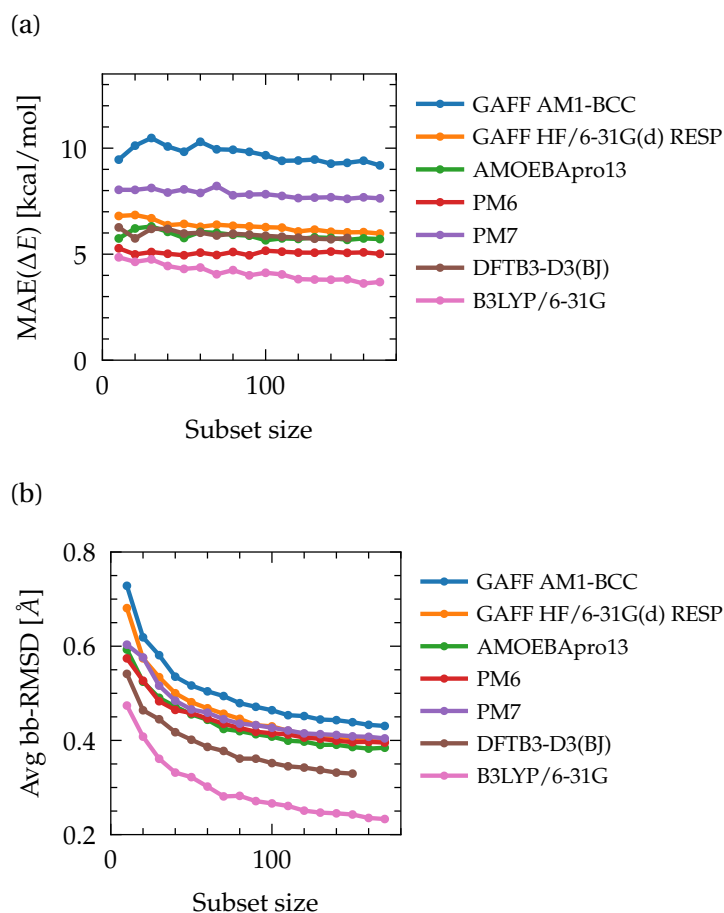 (a)
MAE(ΔE) [kcal/mol]
10
5
0
0
100
Subset size
GAFF AM1-BCC
GAFF HF/6-31G(d) RESP
AMOEBApro13
PM6
PM7
DFTB3-D3(BJ)
B3LYP/6-31G
(b)
Avg bb-RMSD [Å]
0.8
0.6
0.4
0.2
0
100
Subset size
GAFF AM1-BCC
GAFF HF/6-31G(d) RESP
AMOEBApro13
PM6
PM7
DFTB3-D3(BJ)
B3LYP/6-31G